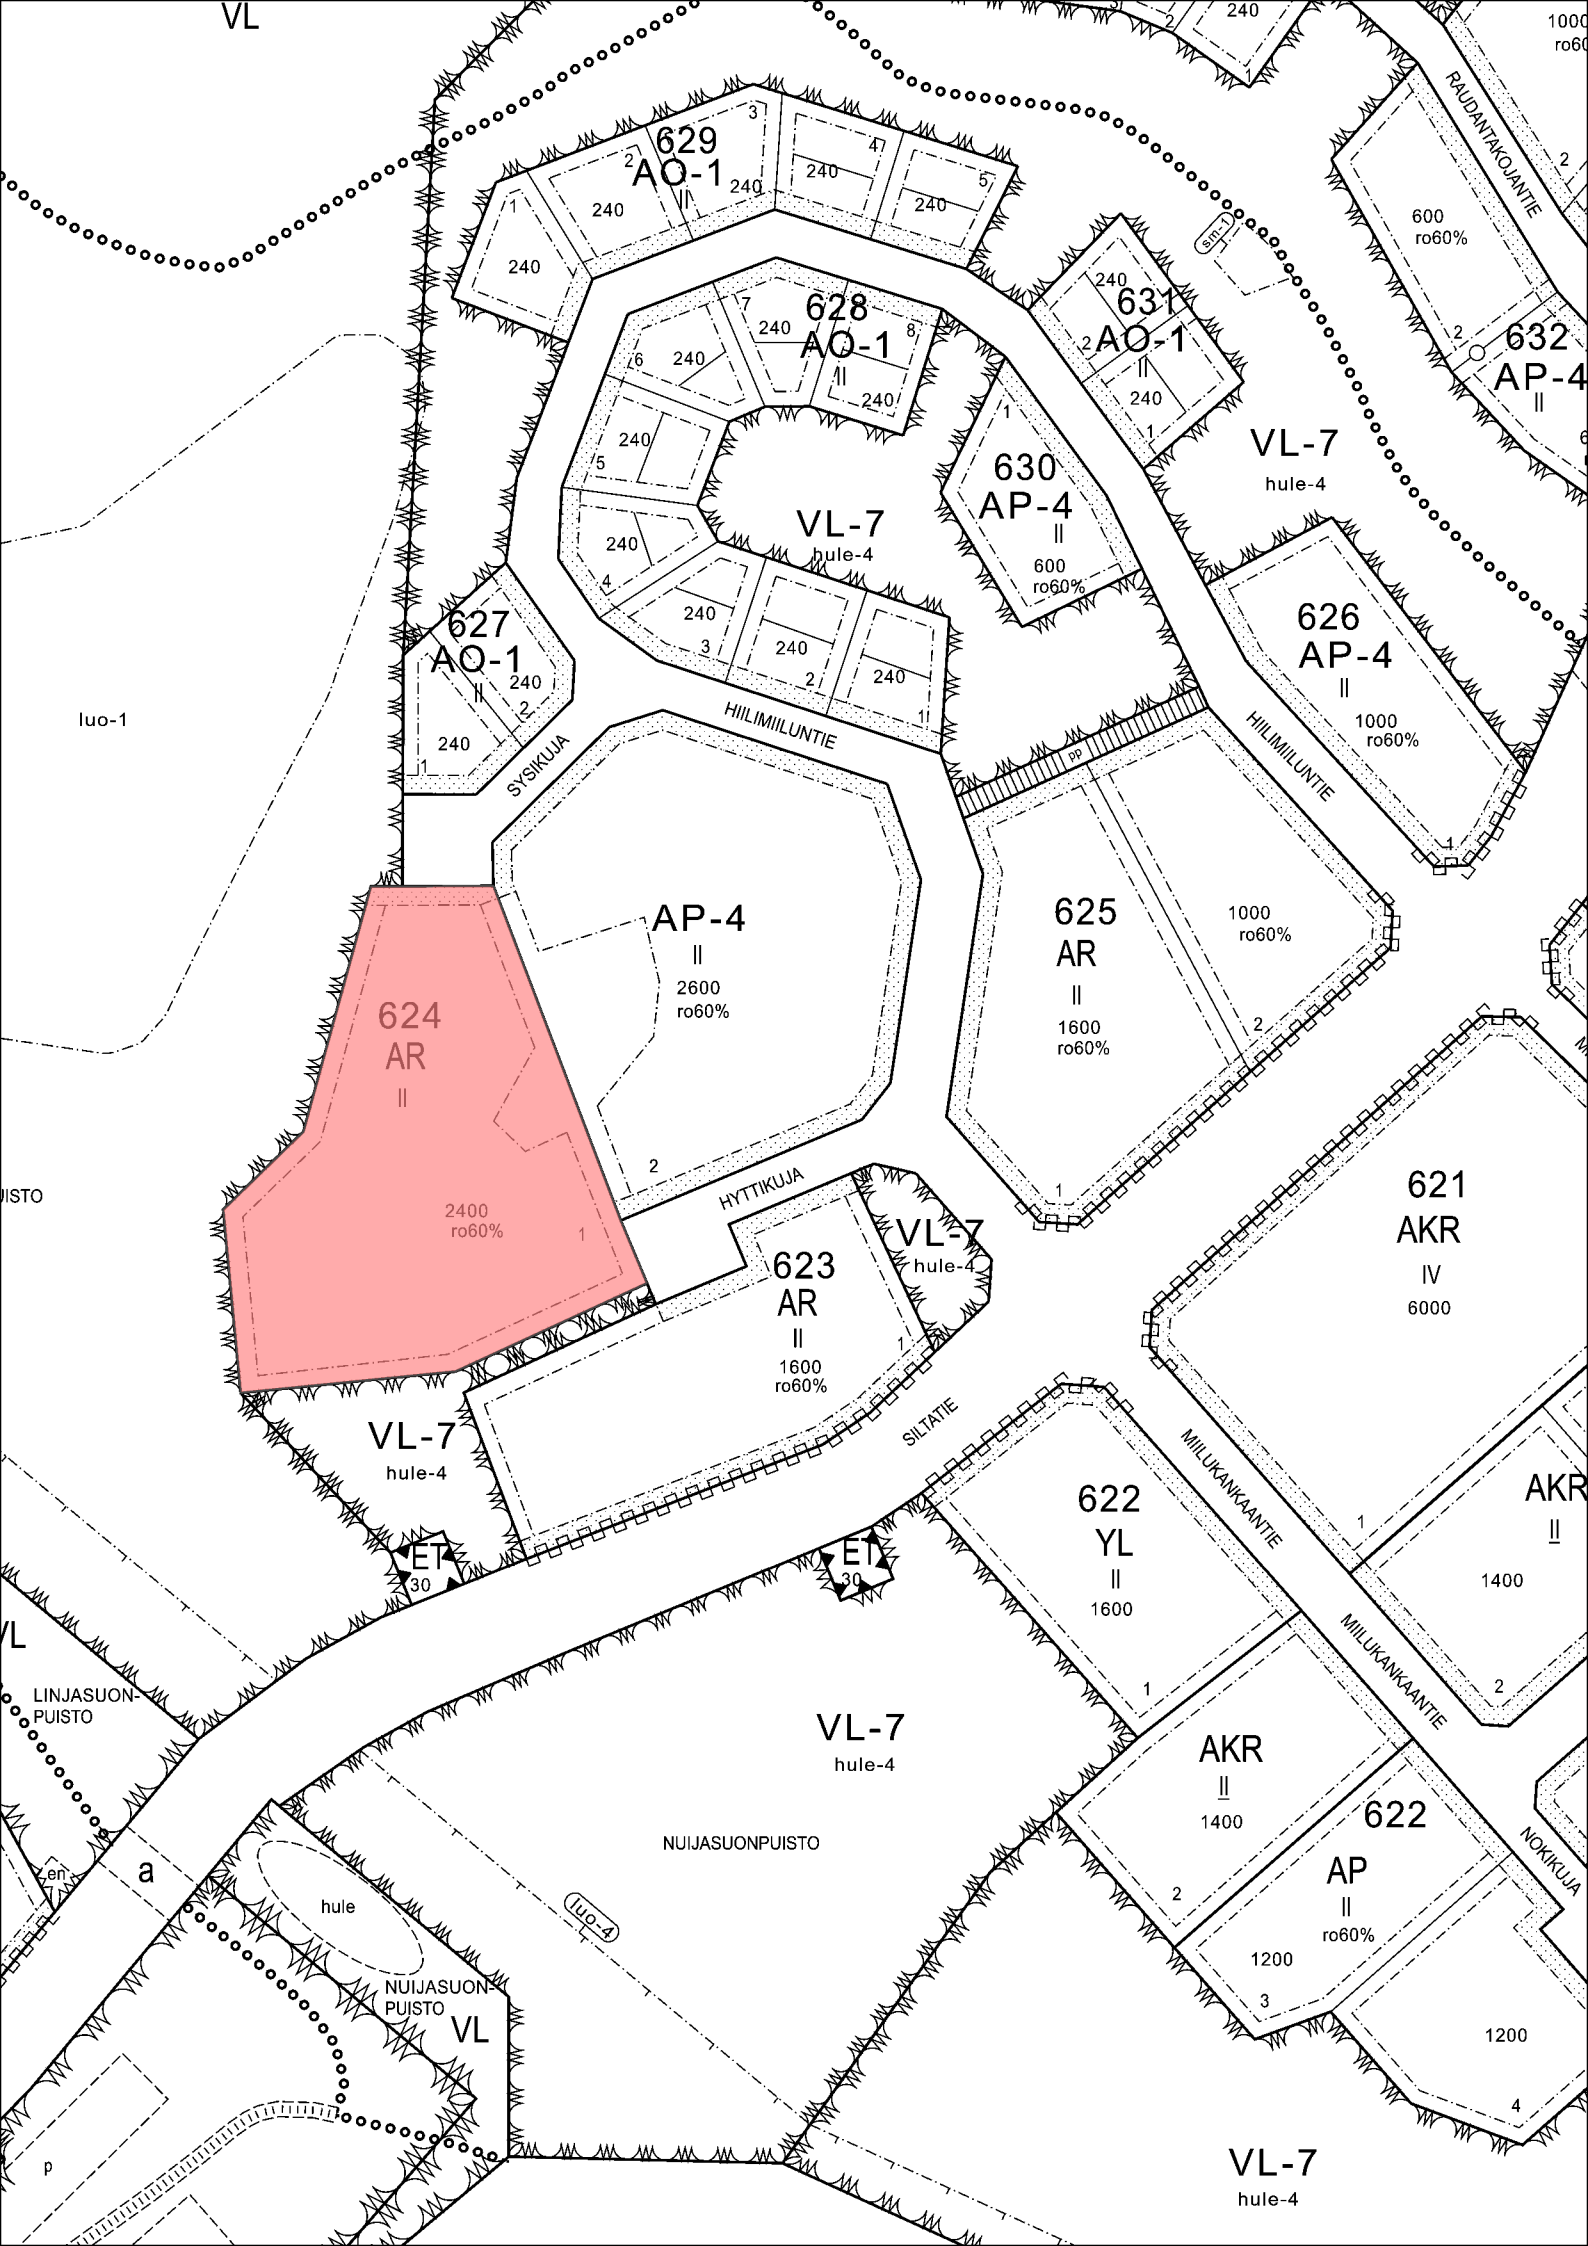 VL
240
2
1
1000
ro60
RAUDANTAKOJANTIE
2
600
ro60%
2
632
AP-4
II
629
AO-1
II
1
240
2
240
3
240
4
240
5
240
sm-1
628
AO-1
II
7
240
8
240
6
240
240
5
240
4
240
3
240
2
240
1
VL-7
hule-4
631
AO-1
II
240
2
240
1
630
AP-4
II
600
ro60%
1
VL-7
hule-4
626
AP-4
II
1000
ro60%
1
627
AO-1
II
240
2
240
1
luo-1
SYSIKUJA
HIILIMIILUNTIE
HIILIMIILUNTIE
PP
AP-4
II
2600
ro60%
2
625
AR
II
1600
ro60%
1
1000
ro60%
2
624
AR
II
2400
ro60%
1
HYTTIKUJA
623
AR
II
1600
ro60%
1
VL-7
hule-4
621
AKR
IV
6000
1
UISTO
VL-7
hule-4
SILTATIE
MIILUKANKAANTIE
ET
30
ET
30
622
YL
II
1600
1
AKR
II
1400
2
MIILUKANKAANTIE
VL
LINJASUON-
PUISTO
VL-7
hule-4
NUIJASUONPUISTO
AKR
II
1400
2
622
AP
II
ro60%
1200
3
NOKIKUJA
1200
4
en
a
hule
luo-4
NUIJASUON-
PUISTO
VL
p
VL-7
hule-4